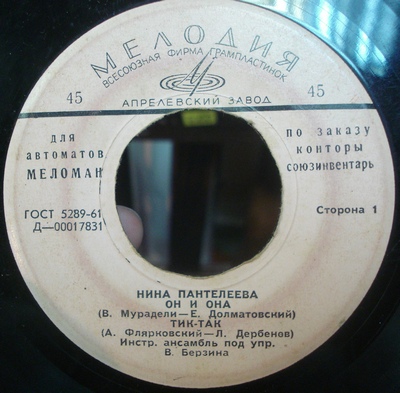 МЕЛОДИЯ
ВСЕСОЮЗНАЯ ФИРМА ГРАМПЛАСТИНОК
45
45
АПРЕЛЕВСКИЙ ЗАВОД
для
автоматов
МЕЛОМАН
по заказу
конторы
союзинвентарь
ГОСТ 5289-61
Д—00017831
Сторона 1
НИНА ПАНТЕЛЕЕВА
ОН И ОНА
(В. Мурадели—Е. Долматовский)
ТИК-ТАК
(А. Флярковский—Л. Дербенов)
Инстр. ансамбль под упр.
В. Берзина